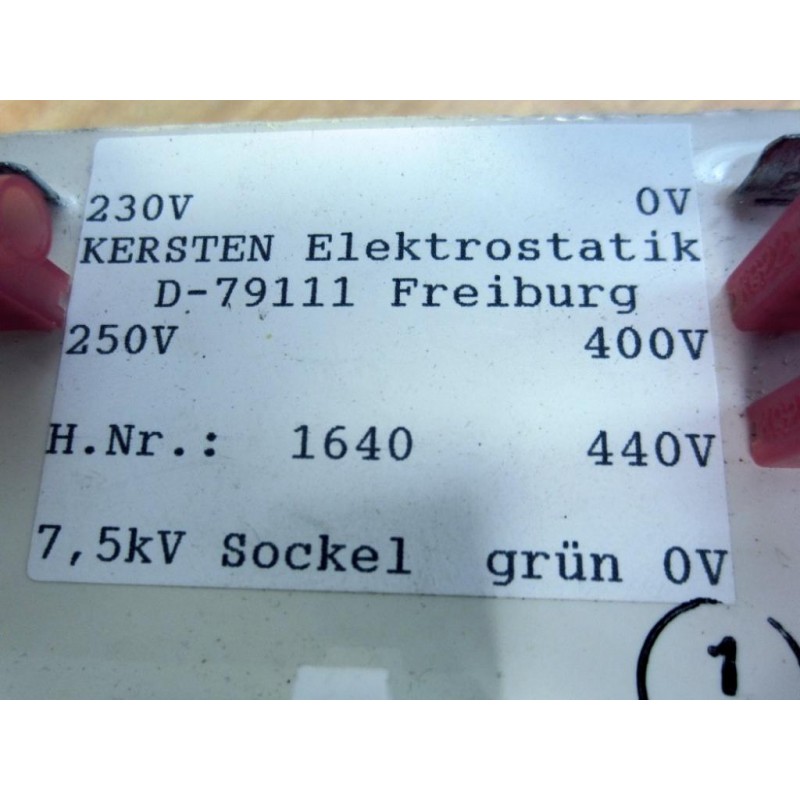 230V 0V
KERSTEN Elektrostatik
D-79111 Freiburg
250V 400V
H.Nr.: 1640 440V
7,5kV Sockel grün 0V
1